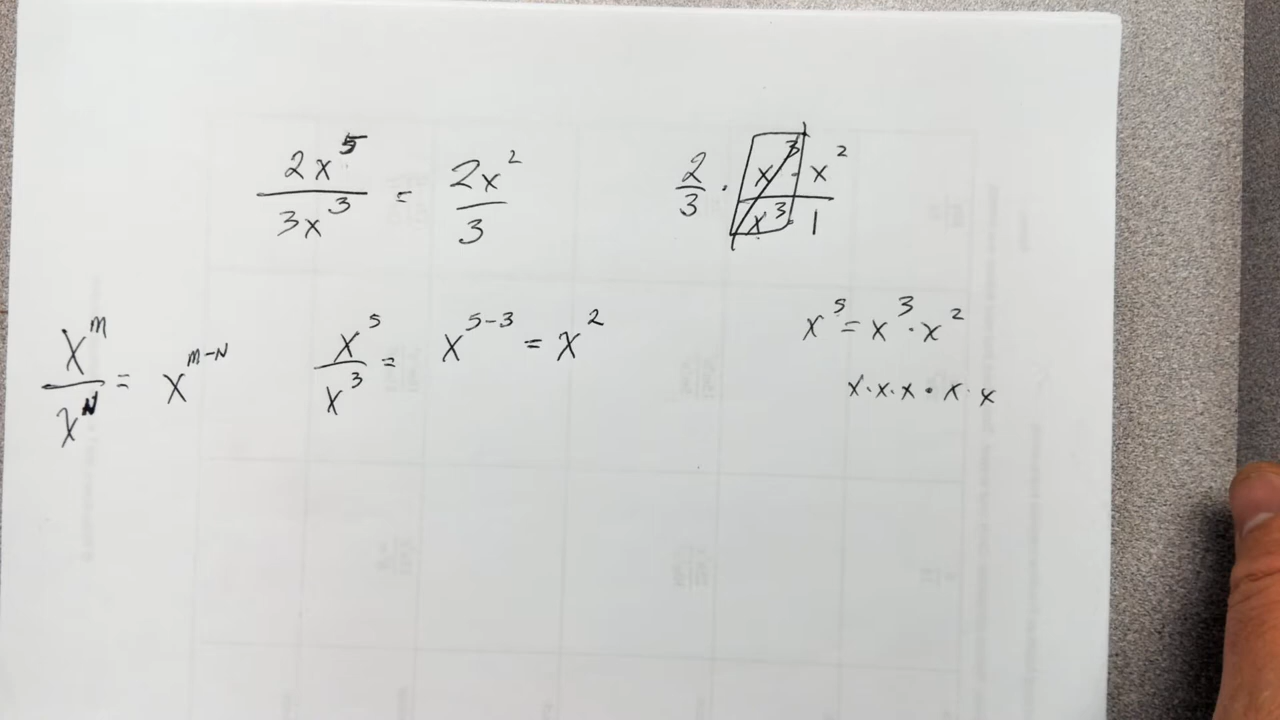 2x^5 / 3x^3 = 2x^2 / 3
2/3 · x^3 · x^2 / x^3 · 1
x^m / x^N = x^(m-N)
x^5 / x^3 = x^(5-3) = x^2
x^5 = x^3 · x^2
x·x·x·x·x